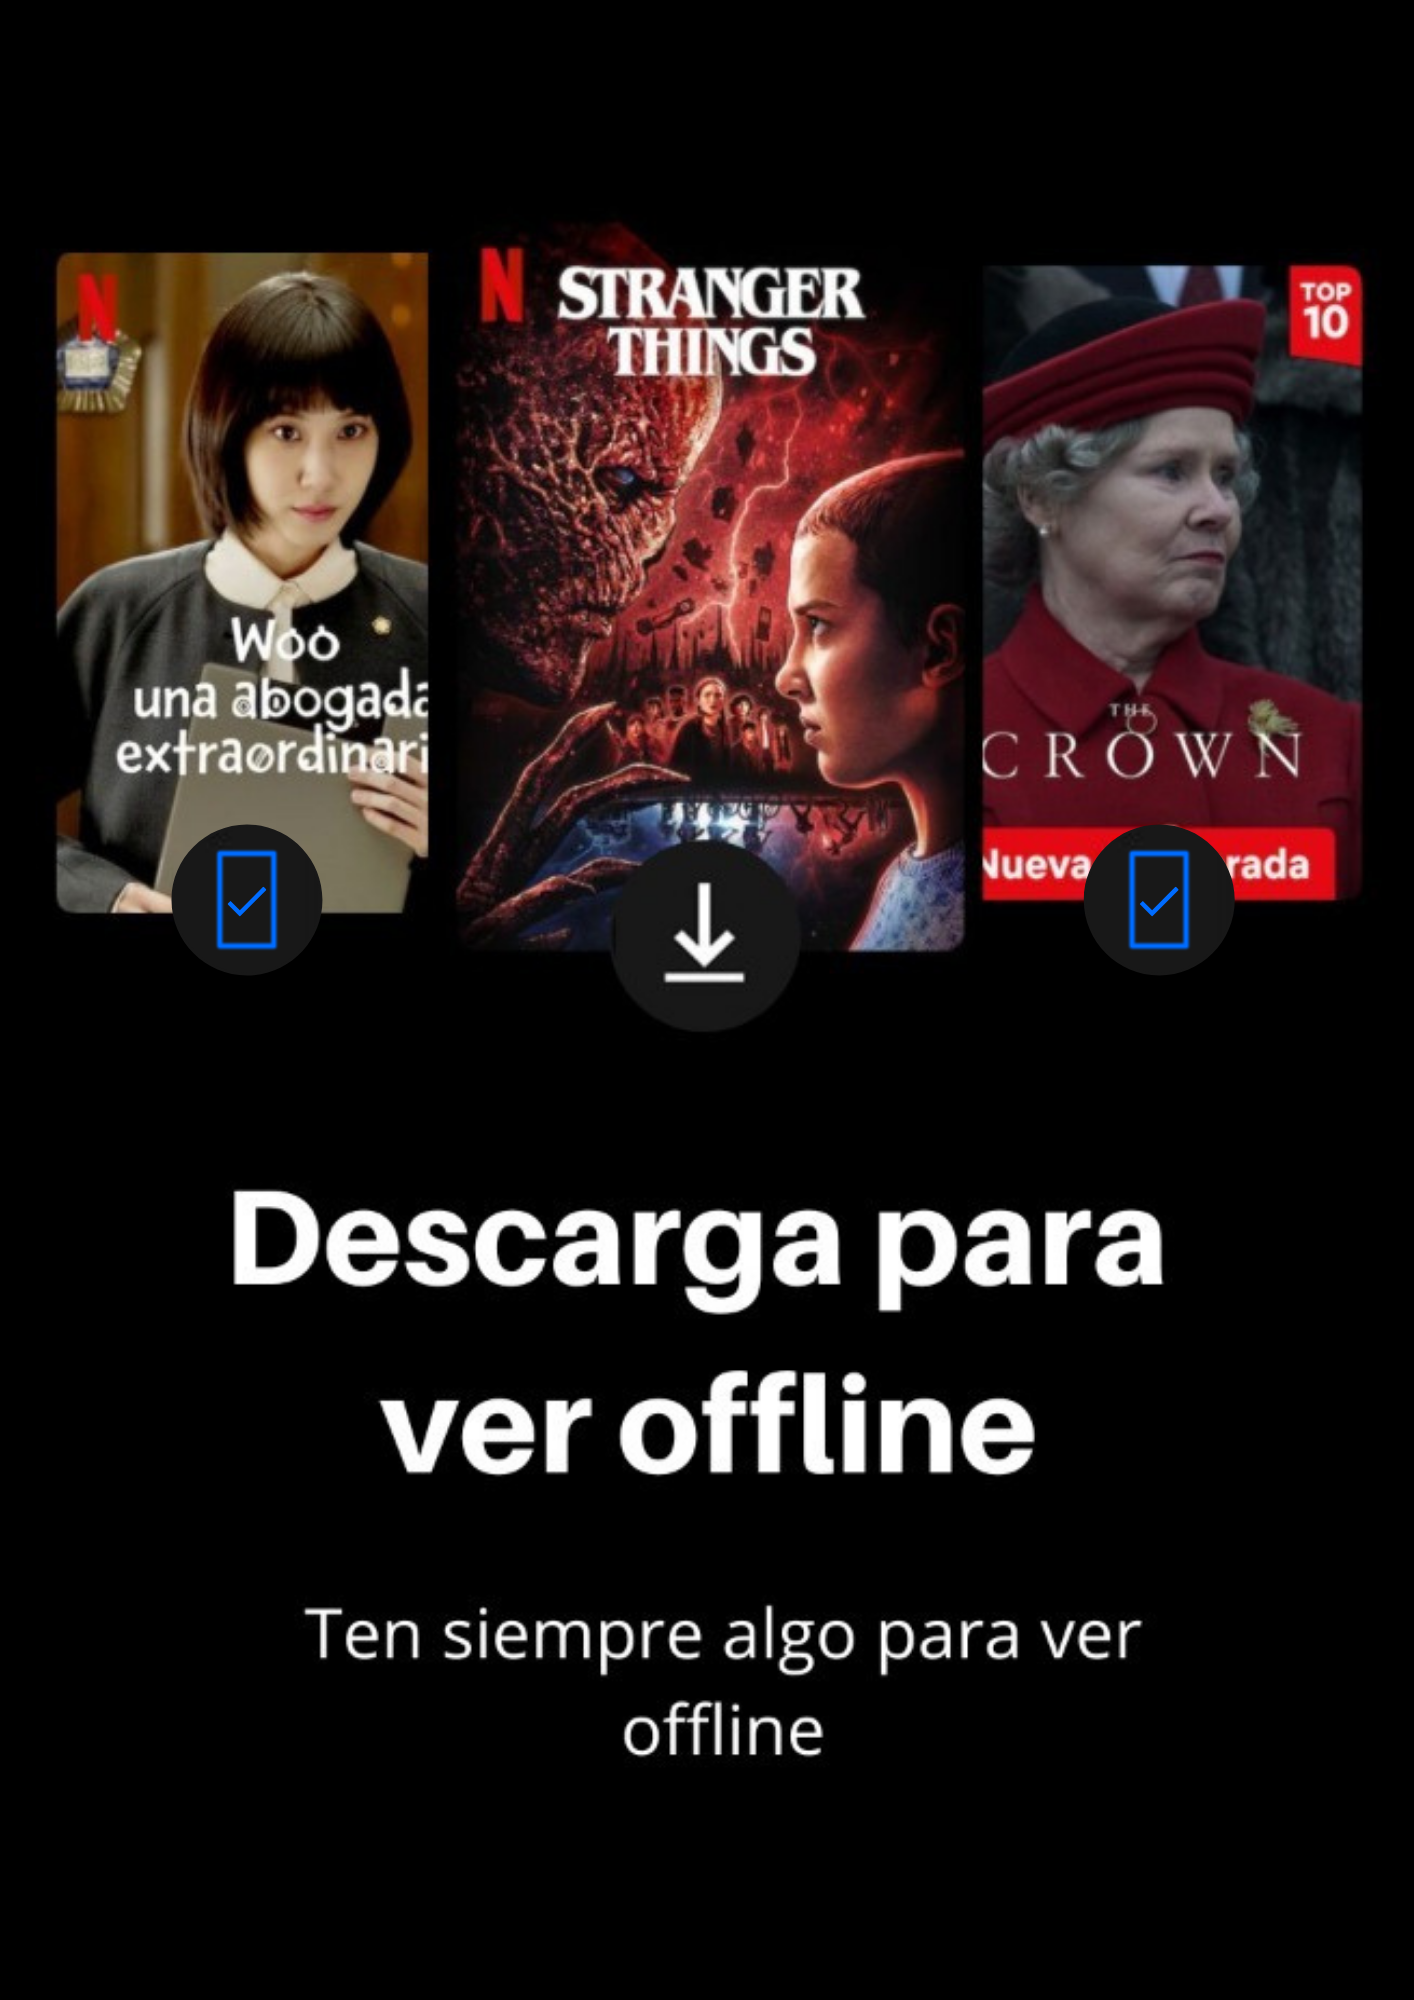 N
Woo
una abogada
extraordinari
N
STRANGER
THINGS
TOP
10
THE
CROWN
Nueva rada
Descarga para
ver offline
Ten siempre algo para ver
offline